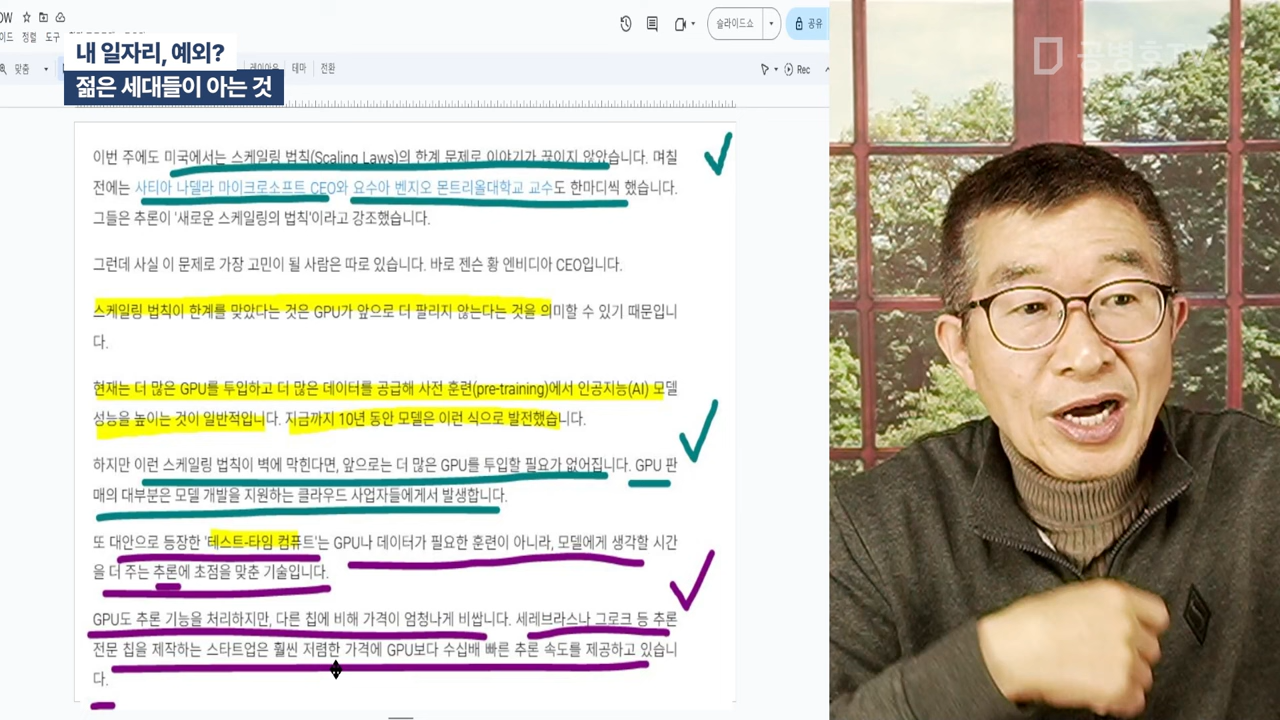 OW
이드 정렬 도구
내 일자리, 예외?
젊은 세대들이 아는 것
맞춤
레이아웃 테마 전환
슬라이드쇼
공유
Rec
공병호TV
이번 주에도 미국에서는 스케일링 법칙(Scaling Laws)의 한계 문제로 이야기가 끊이지 않았습니다. 며칠
전에는 사티아 나델라 마이크로소프트 CEO와 요수아 벤지오 몬트리올대학교 교수도 한마디씩 했습니다.
그들은 추론이 '새로운 스케일링의 법칙'이라고 강조했습니다.
그런데 사실 이 문제로 가장 고민이 될 사람은 따로 있습니다. 바로 젠슨 황 엔비디아 CEO입니다.
스케일링 법칙이 한계를 맞았다는 것은 GPU가 앞으로 더 팔리지 않는다는 것을 의미할 수 있기 때문입니
다.
현재는 더 많은 GPU를 투입하고 더 많은 데이터를 공급해 사전 훈련(pre-training)에서 인공지능(AI) 모델
성능을 높이는 것이 일반적입니다. 지금까지 10년 동안 모델은 이런 식으로 발전했습니다.
하지만 이런 스케일링 법칙이 벽에 막힌다면, 앞으로는 더 많은 GPU를 투입할 필요가 없어집니다. GPU 판
매의 대부분은 모델 개발을 지원하는 클라우드 사업자들에게서 발생합니다.
또 대안으로 등장한 '테스트-타임 컴퓨트'는 GPU나 데이터가 필요한 훈련이 아니라, 모델에게 생각할 시간
을 더 주는 추론에 초점을 맞춘 기술입니다.
GPU도 추론 기능을 처리하지만, 다른 칩에 비해 가격이 엄청나게 비쌉니다. 세레브라스나 그로크 등 추론
전문 칩을 제작하는 스타트업은 훨씬 저렴한 가격에 GPU보다 수십배 빠른 추론 속도를 제공하고 있습니
다.